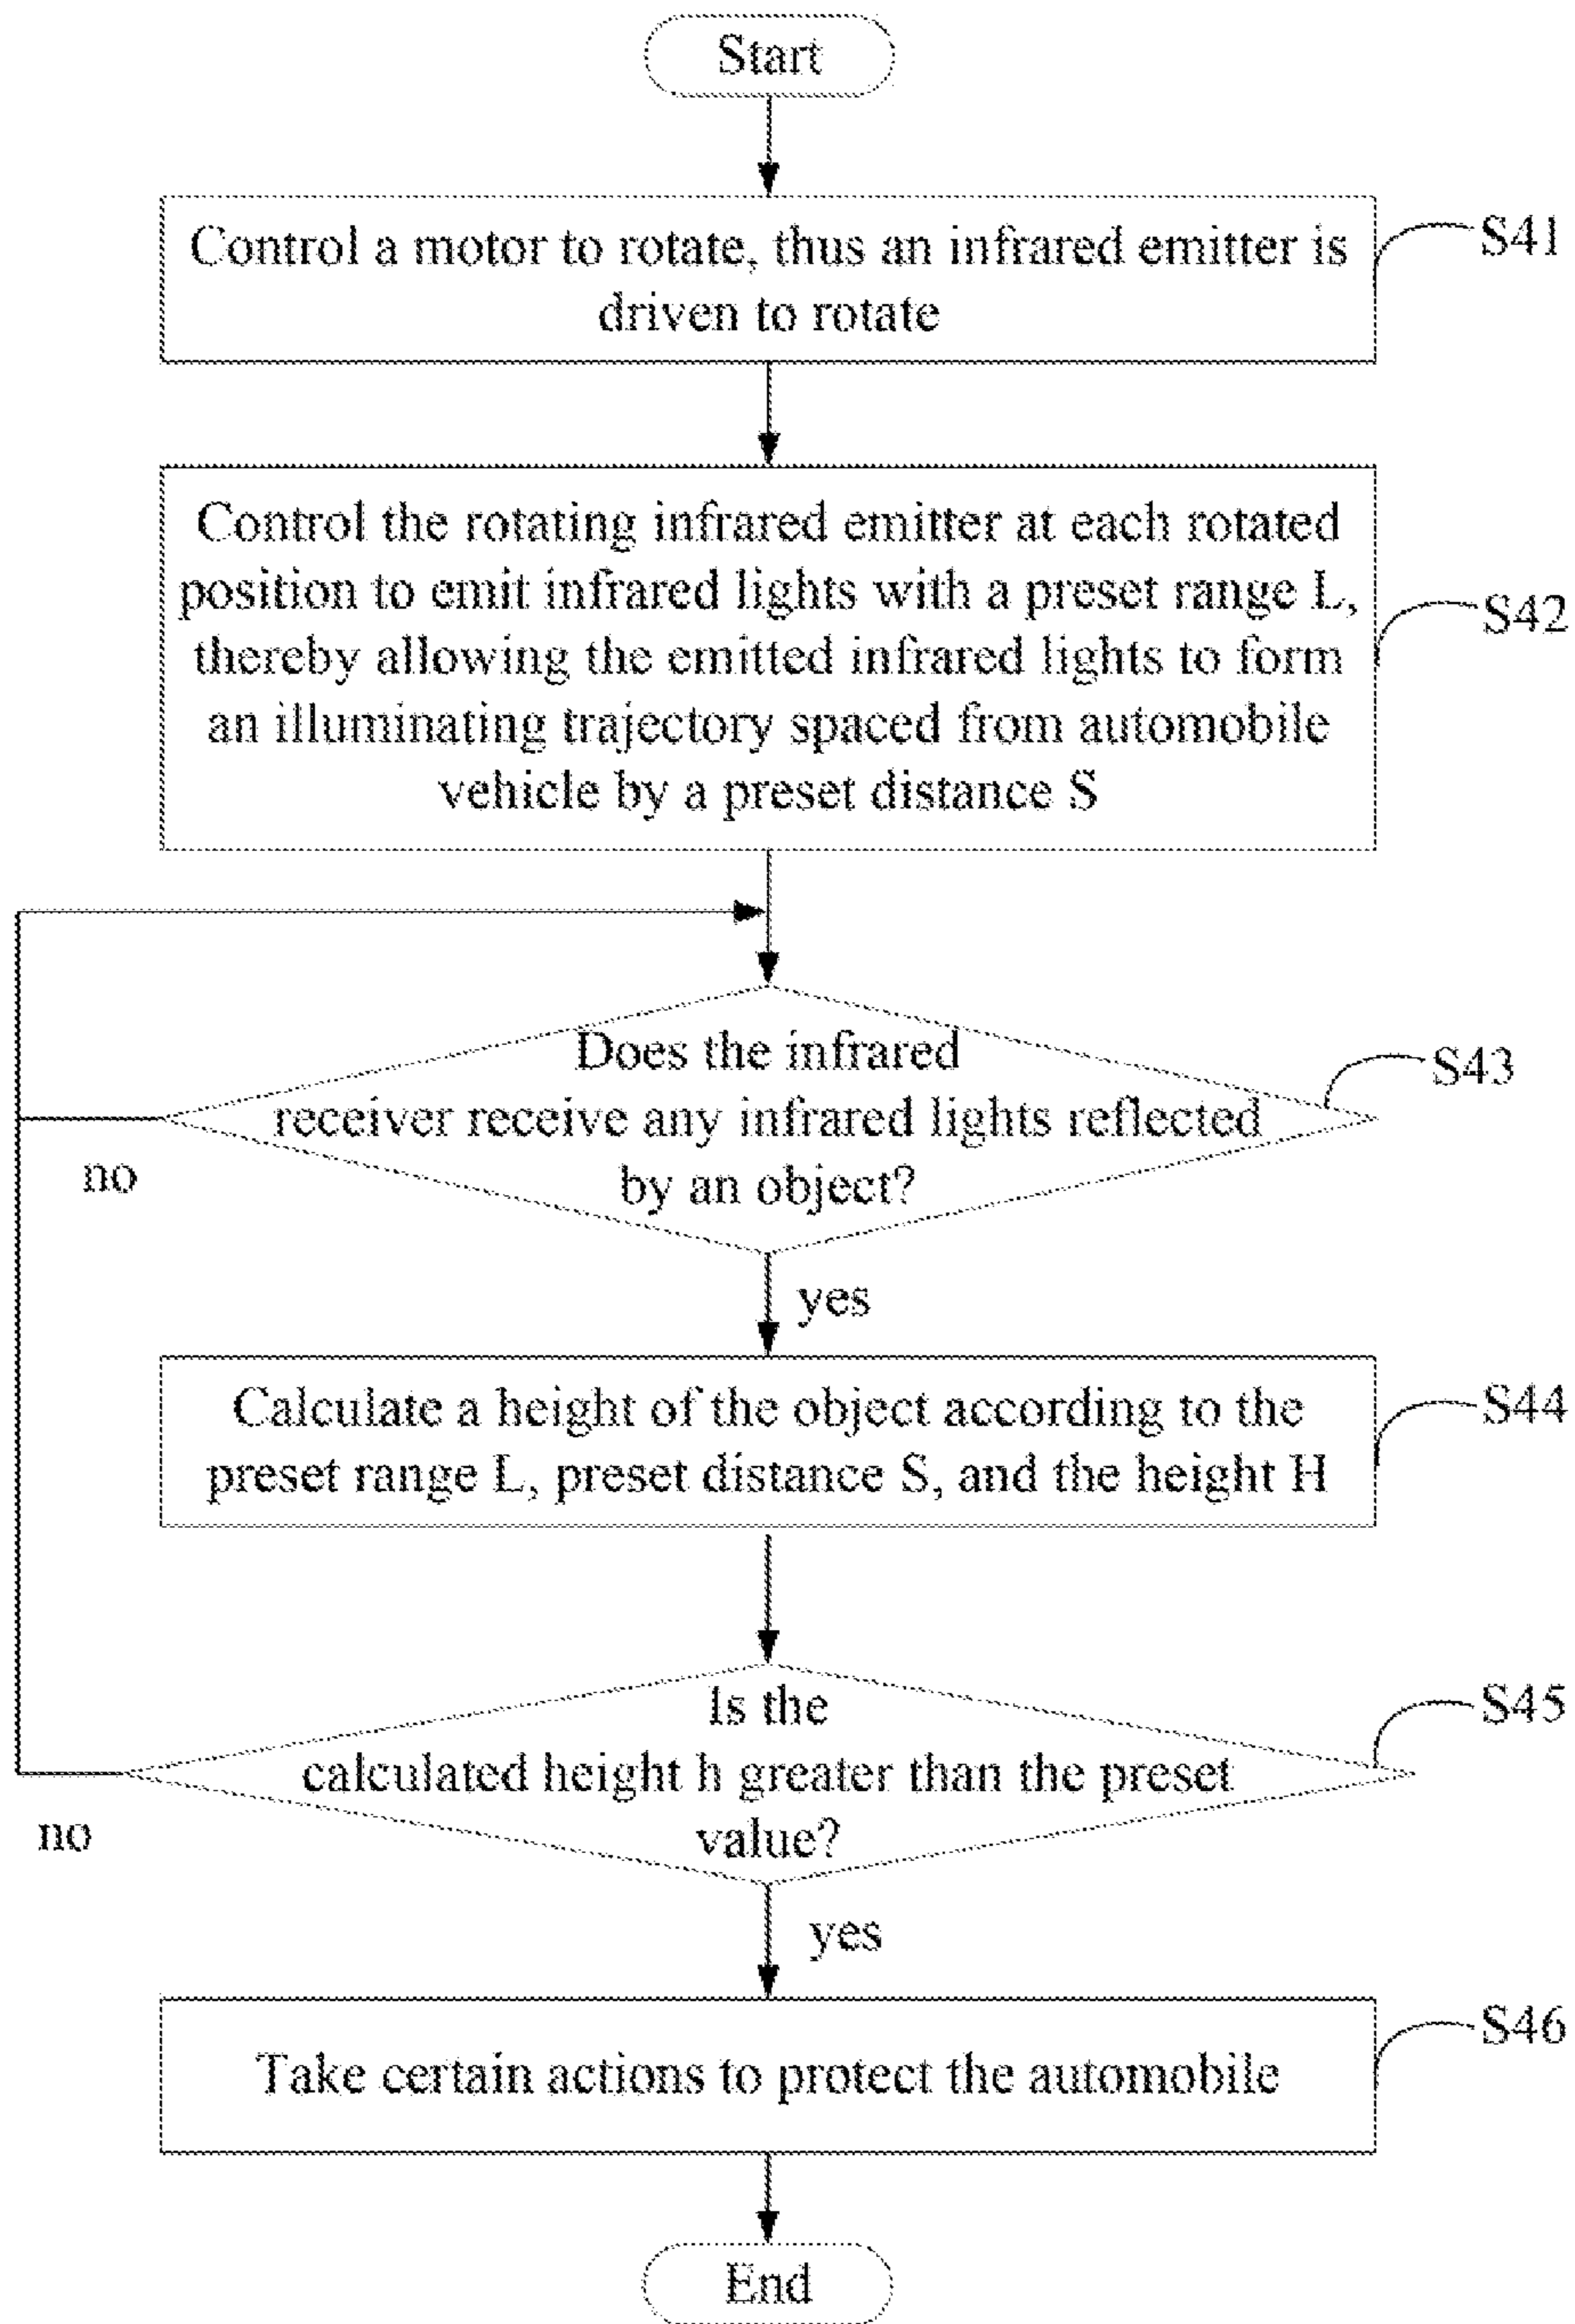 Start
Control a motor to rotate, thus an infrared emitter is
driven to rotate
S41
Control the rotating infrared emitter at each rotated
position to emit infrared lights with a preset range L,
thereby allowing the emitted infrared lights to form
an illuminating trajectory spaced from automobile
vehicle by a preset distance S
S42
Does the infrared
receiver receive any infrared lights reflected
by an object?
S43
no
yes
Calculate a height of the object according to the
preset range L, preset distance S, and the height H
S44
Is the
calculated height h greater than the preset
value?
S45
no
yes
Take certain actions to protect the automobile
S46
End